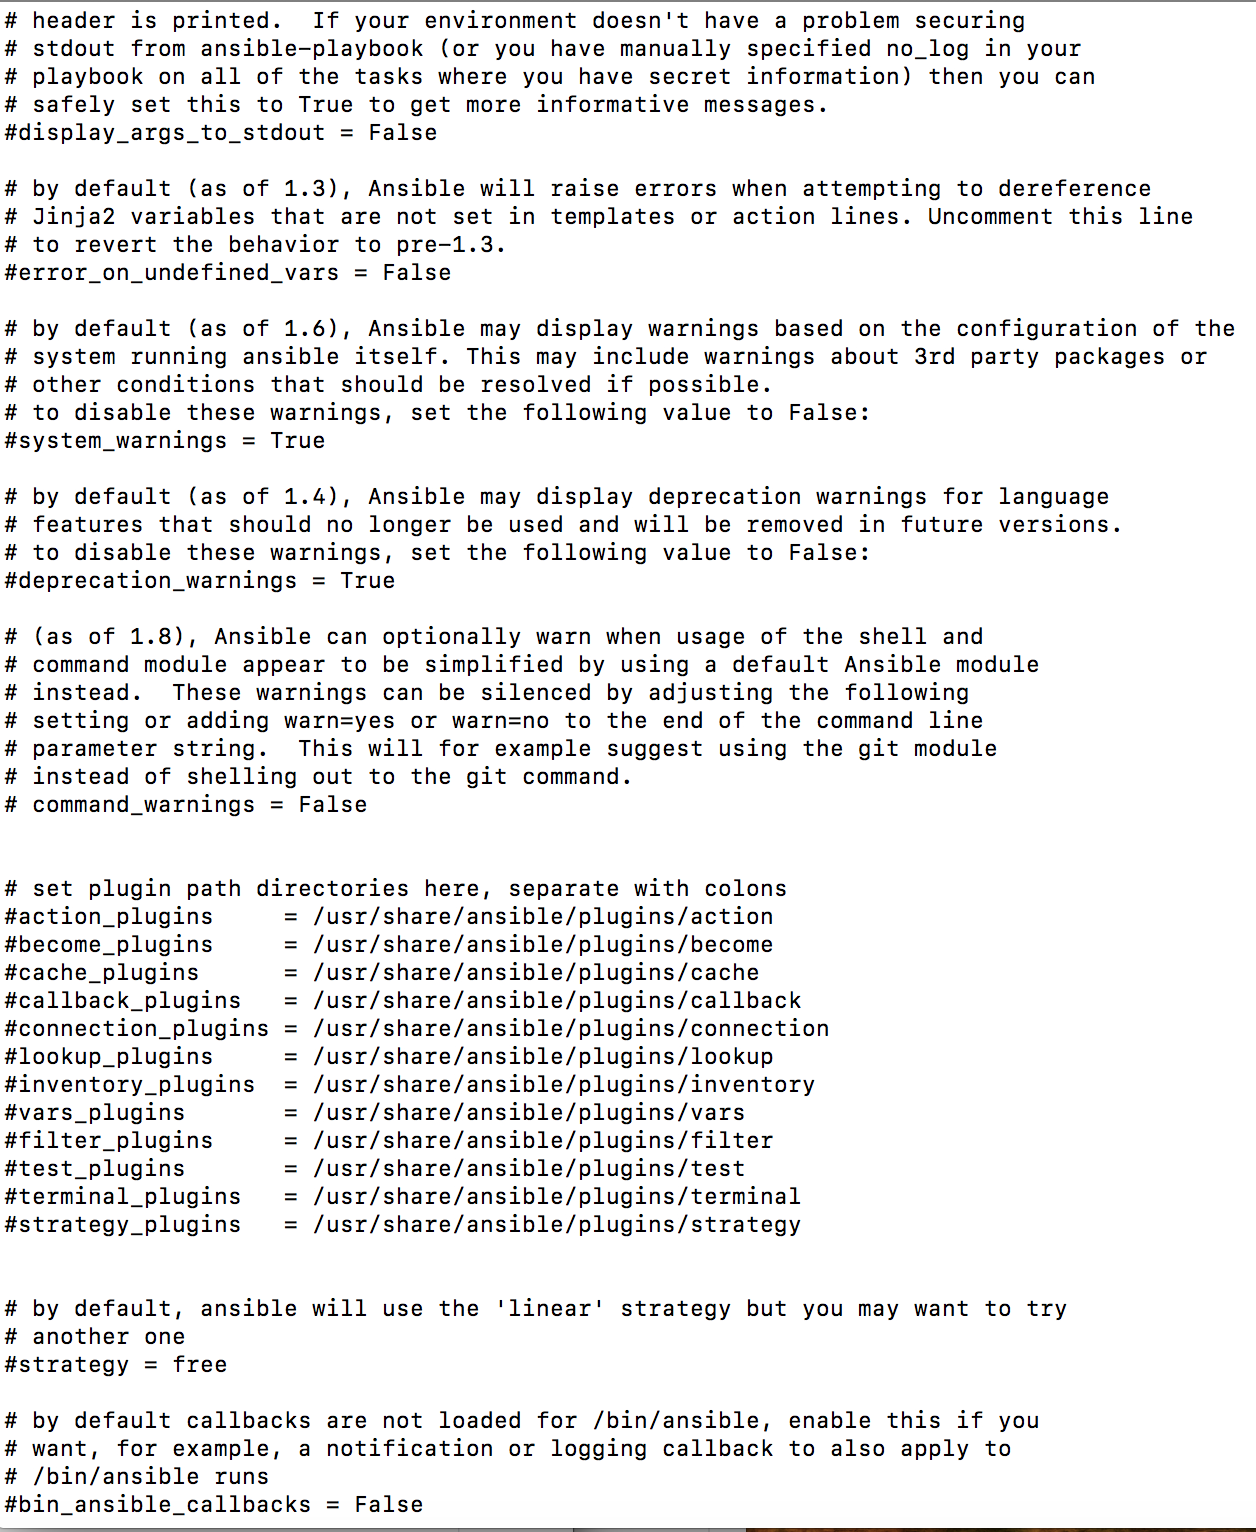 # header is printed.  If your environment doesn't have a problem securing
# stdout from ansible-playbook (or you have manually specified no_log in your
# playbook on all of the tasks where you have secret information) then you can
# safely set this to True to get more informative messages.
#display_args_to_stdout = False

# by default (as of 1.3), Ansible will raise errors when attempting to dereference
# Jinja2 variables that are not set in templates or action lines. Uncomment this line
# to revert the behavior to pre-1.3.
#error_on_undefined_vars = False

# by default (as of 1.6), Ansible may display warnings based on the configuration of the
# system running ansible itself. This may include warnings about 3rd party packages or
# other conditions that should be resolved if possible.
# to disable these warnings, set the following value to False:
#system_warnings = True

# by default (as of 1.4), Ansible may display deprecation warnings for language
# features that should no longer be used and will be removed in future versions.
# to disable these warnings, set the following value to False:
#deprecation_warnings = True

# (as of 1.8), Ansible can optionally warn when usage of the shell and
# command module appear to be simplified by using a default Ansible module
# instead.  These warnings can be silenced by adjusting the following
# setting or adding warn=yes or warn=no to the end of the command line
# parameter string.  This will for example suggest using the git module
# instead of shelling out to the git command.
# command_warnings = False


# set plugin path directories here, separate with colons
#action_plugins     = /usr/share/ansible/plugins/action
#become_plugins     = /usr/share/ansible/plugins/become
#cache_plugins      = /usr/share/ansible/plugins/cache
#callback_plugins   = /usr/share/ansible/plugins/callback
#connection_plugins = /usr/share/ansible/plugins/connection
#lookup_plugins     = /usr/share/ansible/plugins/lookup
#inventory_plugins  = /usr/share/ansible/plugins/inventory
#vars_plugins       = /usr/share/ansible/plugins/vars
#filter_plugins     = /usr/share/ansible/plugins/filter
#test_plugins       = /usr/share/ansible/plugins/test
#terminal_plugins   = /usr/share/ansible/plugins/terminal
#strategy_plugins   = /usr/share/ansible/plugins/strategy


# by default, ansible will use the 'linear' strategy but you may want to try
# another one
#strategy = free

# by default callbacks are not loaded for /bin/ansible, enable this if you
# want, for example, a notification or logging callback to also apply to
# /bin/ansible runs
#bin_ansible_callbacks = False